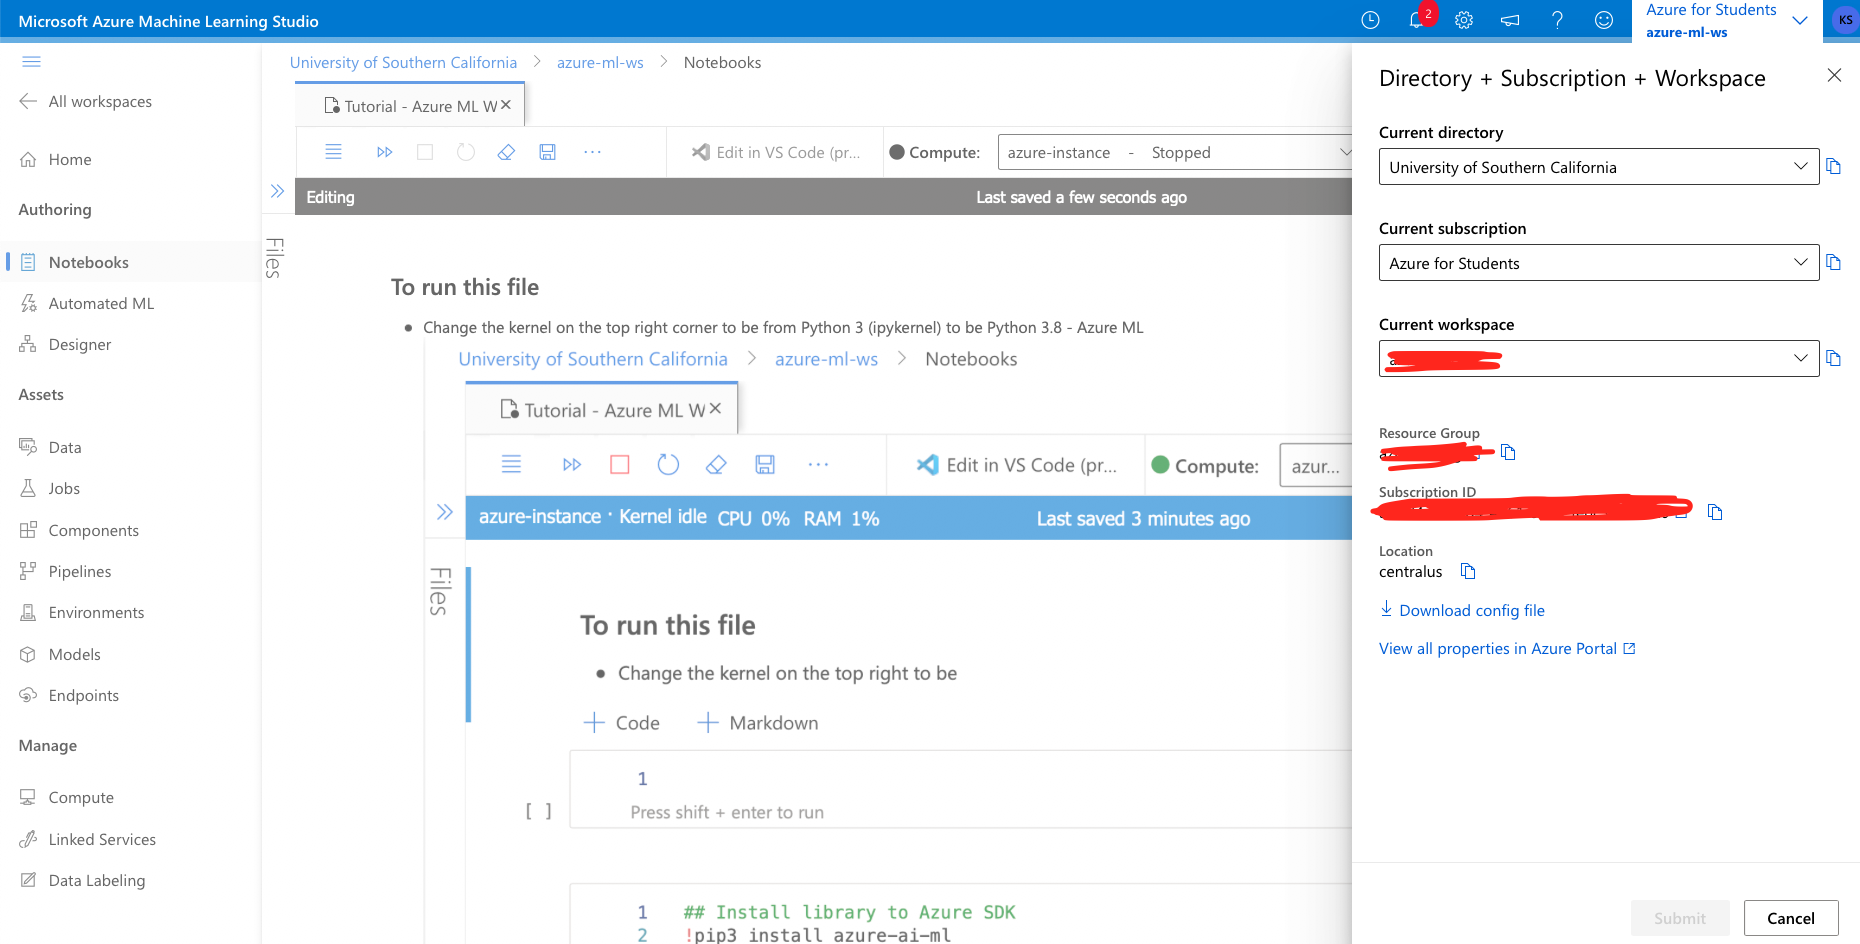 Microsoft Azure Machine Learning Studio
2
Azure for Students
azure-ml-ws
KS
All workspaces
Home
Authoring
Notebooks
Automated ML
Designer
Assets
Data
Jobs
Components
Pipelines
Environments
Models
Endpoints
Manage
Compute
Linked Services
Data Labeling
University of Southern California > azure-ml-ws > Notebooks
Tutorial - Azure ML W
Edit in VS Code (pr...
Compute:
azure-instance - Stopped
Editing
Last saved a few seconds ago
Files
To run this file
• Change the kernel on the top right corner to be from Python 3 (ipykernel) to be Python 3.8 - Azure ML
University of Southern California > azure-ml-ws > Notebooks
Tutorial - Azure ML W
Edit in VS Code (pr...
Compute:
azur...
azure-instance · Kernel idle CPU 0% RAM 1%
Last saved 3 minutes ago
Files
To run this file
• Change the kernel on the top right to be
+ Code + Markdown
1
[ ]
Press shift + enter to run
1 ## Install library to Azure SDK
2 !pip3 install azure-ai-ml
Directory + Subscription + Workspace
Current directory
University of Southern California
Current subscription
Azure for Students
Current workspace
Resource Group
Subscription ID
Location
centralus
Download config file
View all properties in Azure Portal
Submit
Cancel